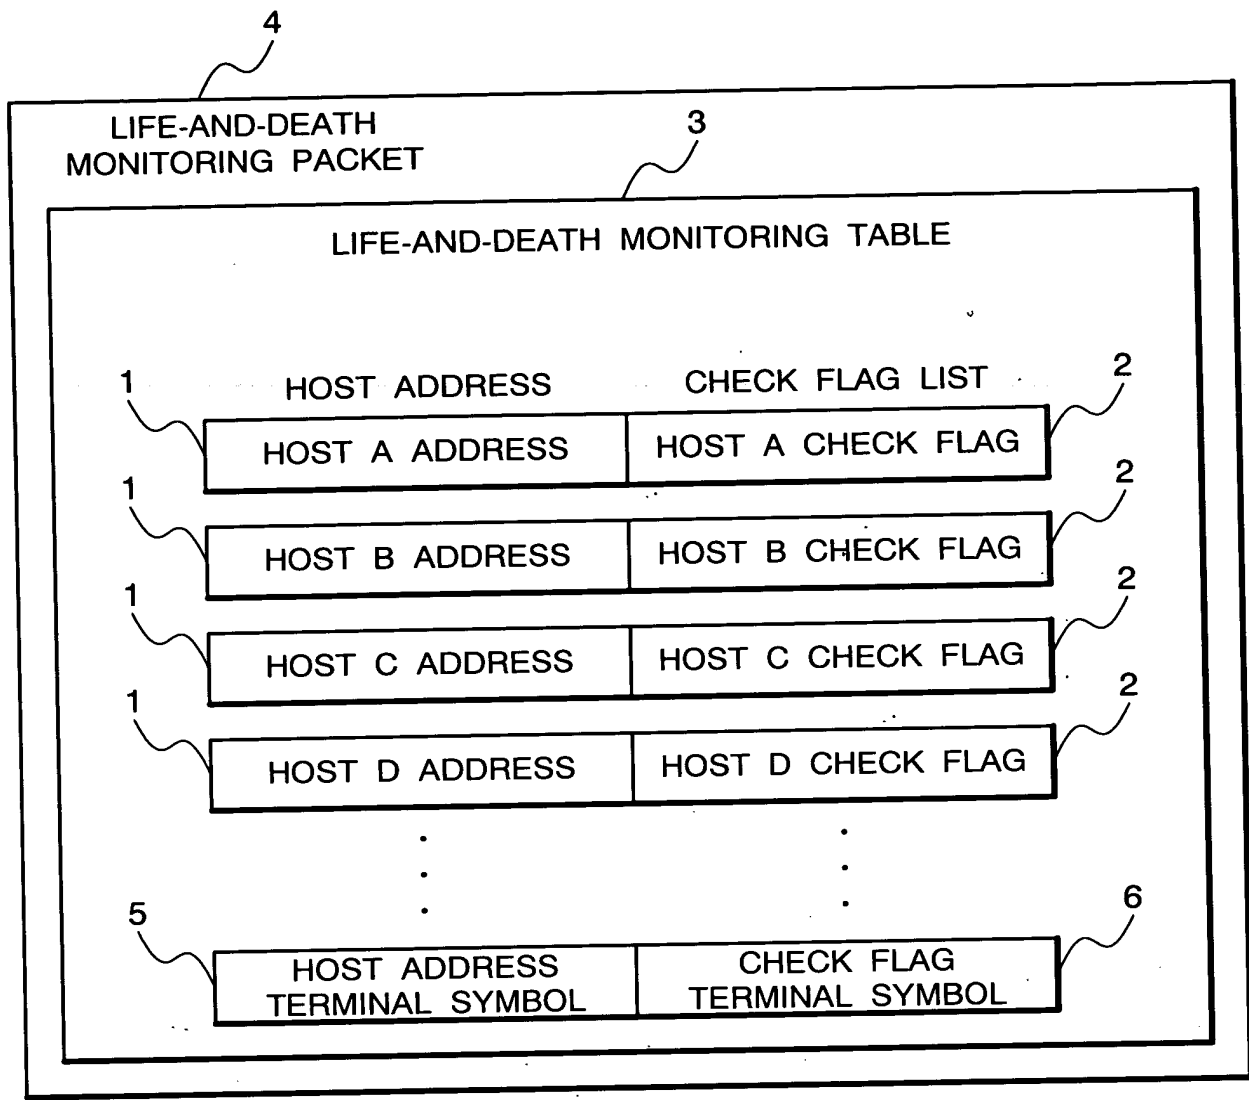 4
LIFE-AND-DEATH
MONITORING PACKET
3
LIFE-AND-DEATH MONITORING TABLE
HOST ADDRESS CHECK FLAG LIST
1 HOST A ADDRESS HOST A CHECK FLAG 2
1 HOST B ADDRESS HOST B CHECK FLAG 2
1 HOST C ADDRESS HOST C CHECK FLAG 2
1 HOST D ADDRESS HOST D CHECK FLAG 2
5 6
HOST ADDRESS CHECK FLAG
TERMINAL SYMBOL TERMINAL SYMBOL